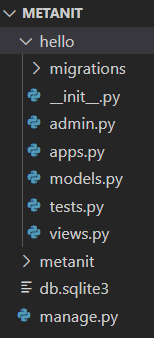 METANIT
hello
migrations
__init__.py
admin.py
apps.py
models.py
tests.py
views.py
metanit
db.sqlite3
manage.py